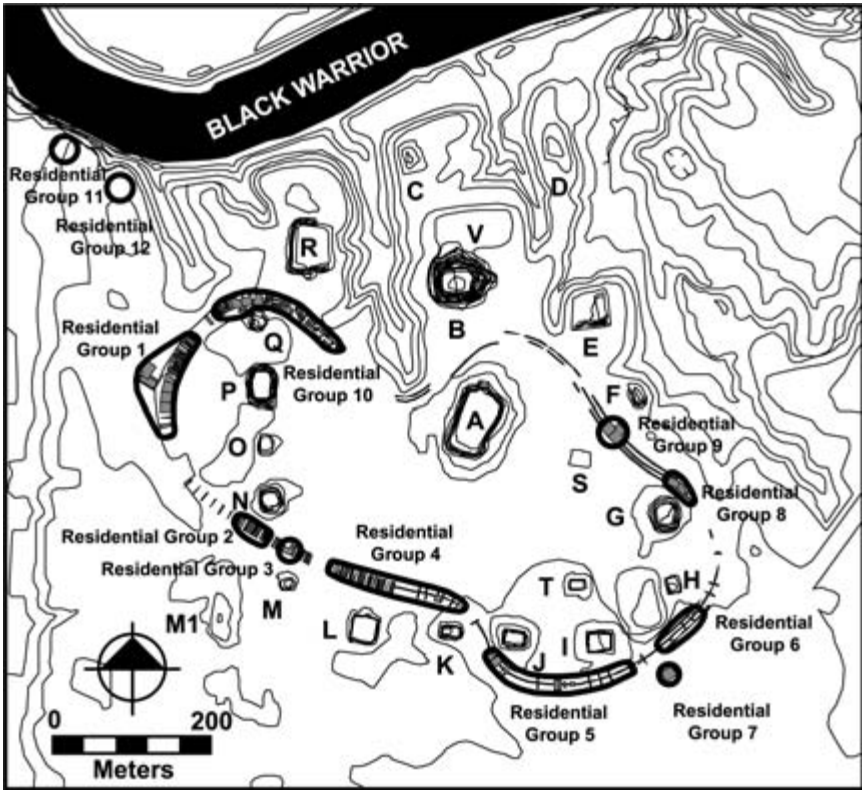 BLACK WARRIOR
C
D
Residential
Group 11
Residential
Group 12
R
V
B
Residential
Group 1
Q
E
P
Residential
Group 10
F
A
Residential
Group 9
O
S
N
Residential
Group 8
G
Residential Group 2
Residential
Group 4
Residential Group 3
T
H
M
M1
L
K
J
I
Residential
Group 6
Residential
Group 5
Residential
Group 7
0
200
Meters